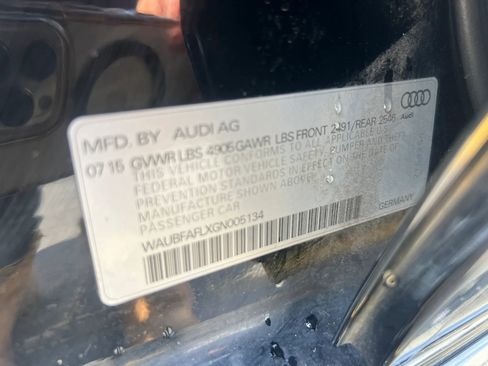 MFD. BY AUDI AG
07 15 GVWR LBS 4905 GAWR LBS FRONT 2491/REAR 2546
THIS VEHICLE CONFORMS TO ALL APPLICABLE U.S.
FEDERAL MOTOR VEHICLE SAFETY, BUMPER AND THEFT
PREVENTION STANDARDS IN EFFECT ON THE DATE OF
MANUFACTURE SHOWN ABOVE.
PASSENGER CAR
WAUBFAFLXGN005134
GERMANY
Audi